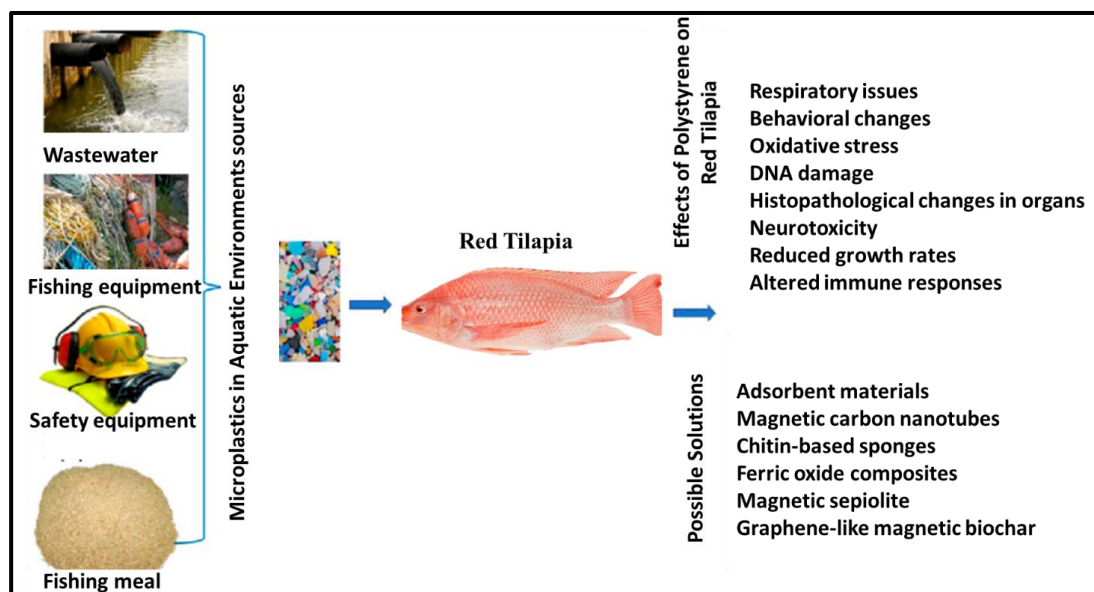 Wastewater
Fishing equipment
Safety equipment
Fishing meal
Microplastics in Aquatic Environments sources
Red Tilapia
Effects of Polystyrene on
Red Tilapia
Respiratory issues
Behavioral changes
Oxidative stress
DNA damage
Histopathological changes in organs
Neurotoxicity
Reduced growth rates
Altered immune responses
Possible Solutions
Adsorbent materials
Magnetic carbon nanotubes
Chitin-based sponges
Ferric oxide composites
Magnetic sepiolite
Graphene-like magnetic biochar